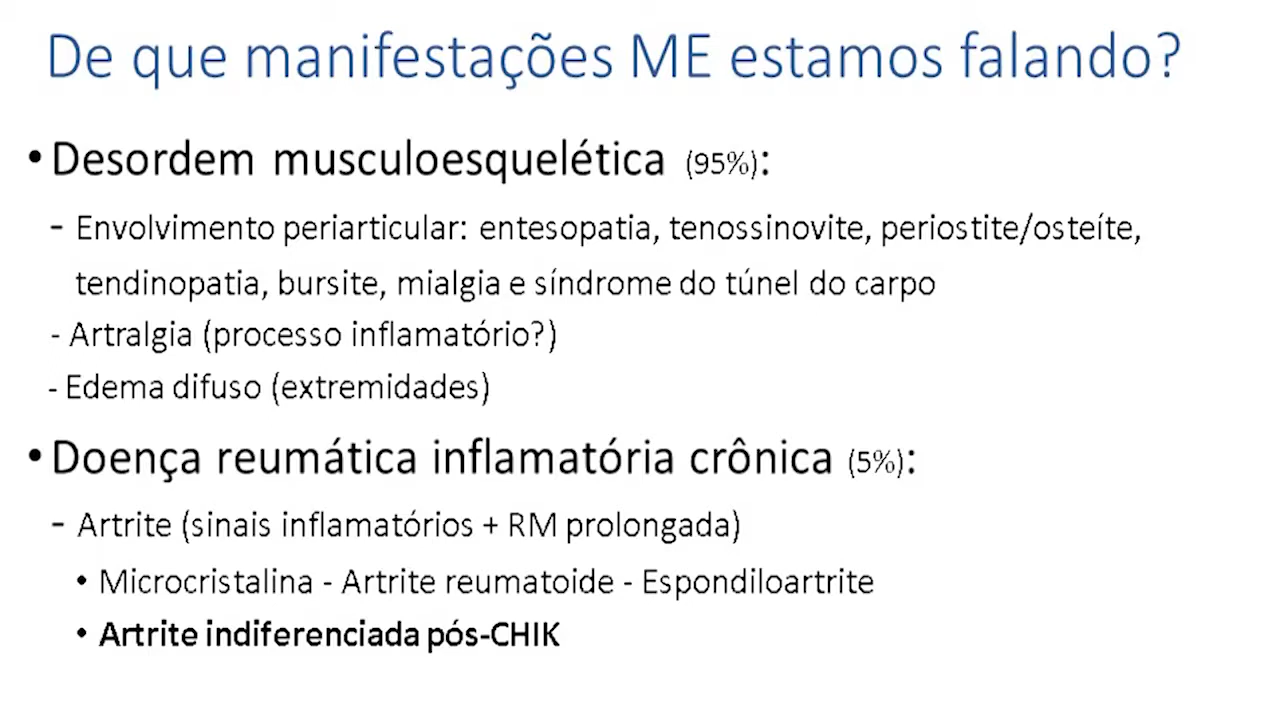 De que manifestações ME estamos falando?
• Desordem musculoesquelética (95%):
- Envolvimento periarticular: entesopatia, tenossinovite, periostite/osteíte,
tendinopatia, bursite, mialgia e síndrome do túnel do carpo
- Artralgia (processo inflamatório?)
- Edema difuso (extremidades)
• Doença reumática inflamatória crônica (5%):
- Artrite (sinais inflamatórios + RM prolongada)
• Microcristalina - Artrite reumatoide - Espondiloartrite
• Artrite indiferenciada pós-CHIK